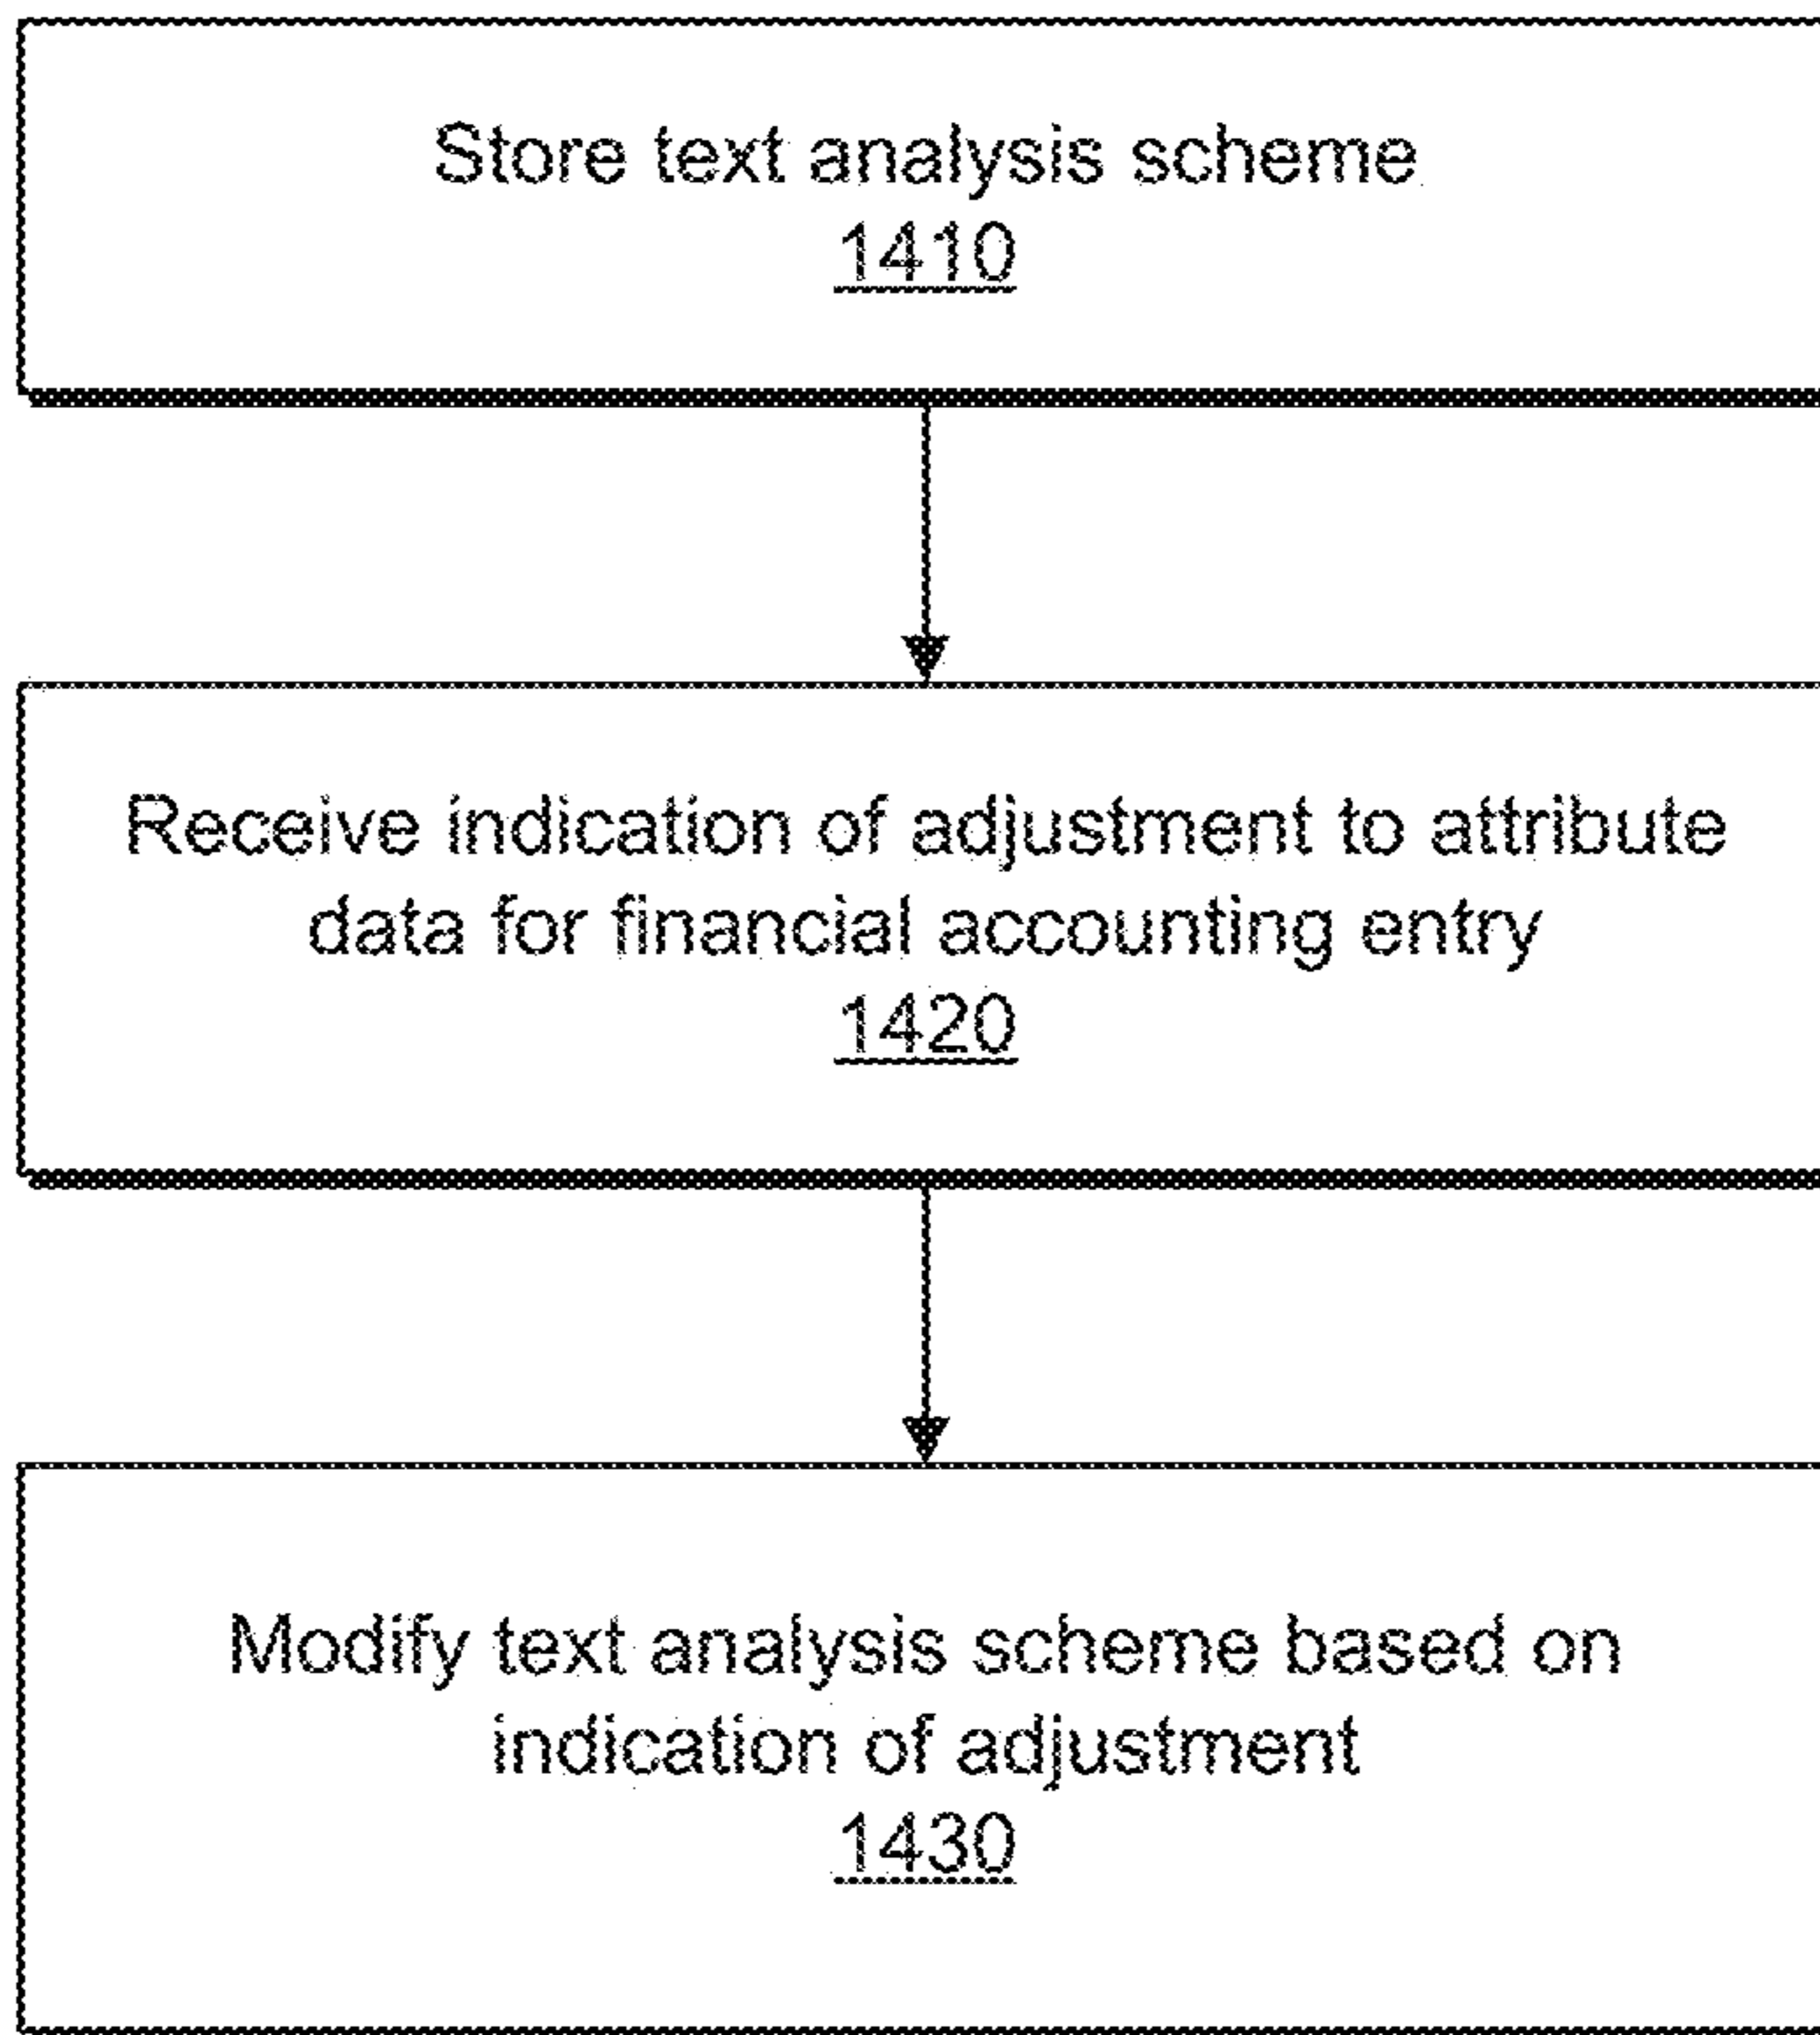 Store text analysis scheme
1410
Receive indication of adjustment to attribute
data for financial accounting entry
1420
Modify text analysis scheme based on
indication of adjustment
1430